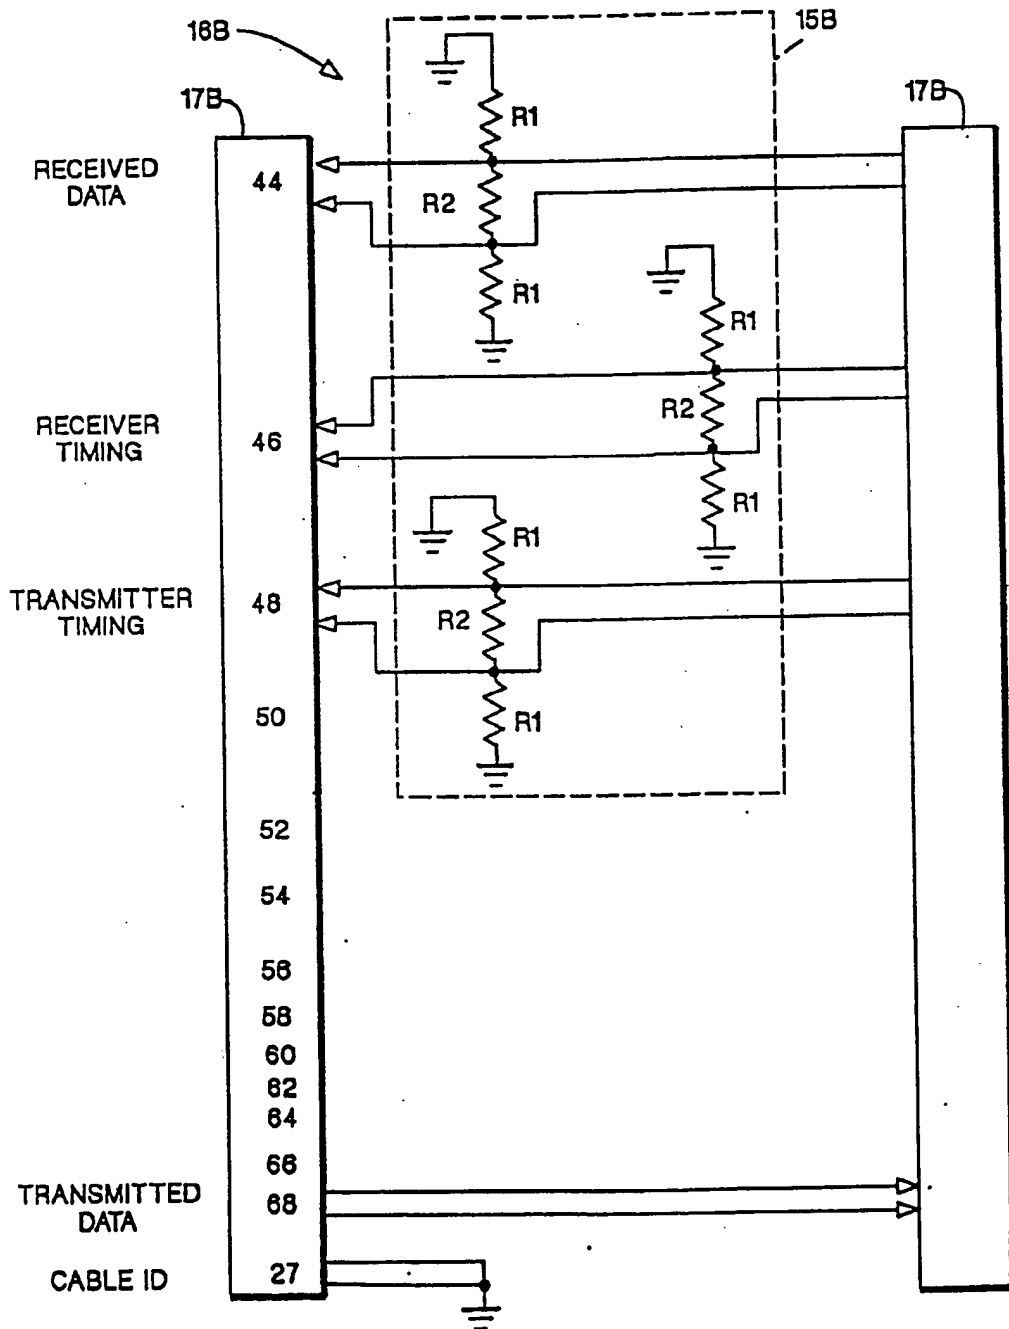 16B
15B
17B
17B
R1
RECEIVED
DATA
44
R2
R1
R1
R2
RECEIVER
TIMING
46
R1
R1
TRANSMITTER
TIMING
48
R2
50
R1
52
54
56
58
60
62
64
66
TRANSMITTED
DATA
68
CABLE ID
27